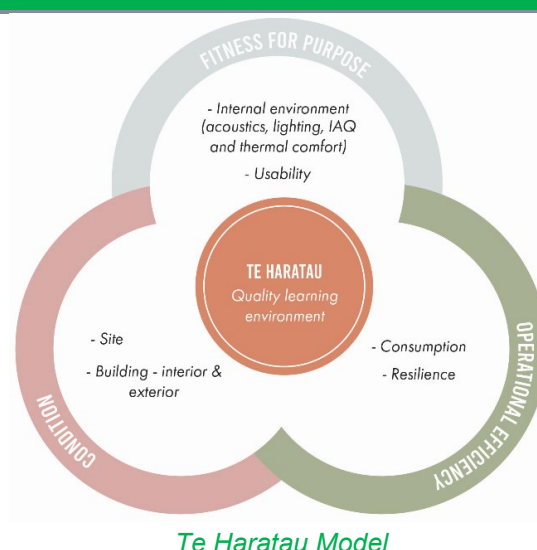 FITNESS FOR PURPOSE
- Internal environment
(acoustics, lighting, IAQ
and thermal comfort)
- Usability
TE HARATAU
Quality learning
environment
- Site
- Building - interior &
exterior
- Consumption
- Resilience
CONDITION
OPERATIONAL EFFICIENCY
Te Haratau Model